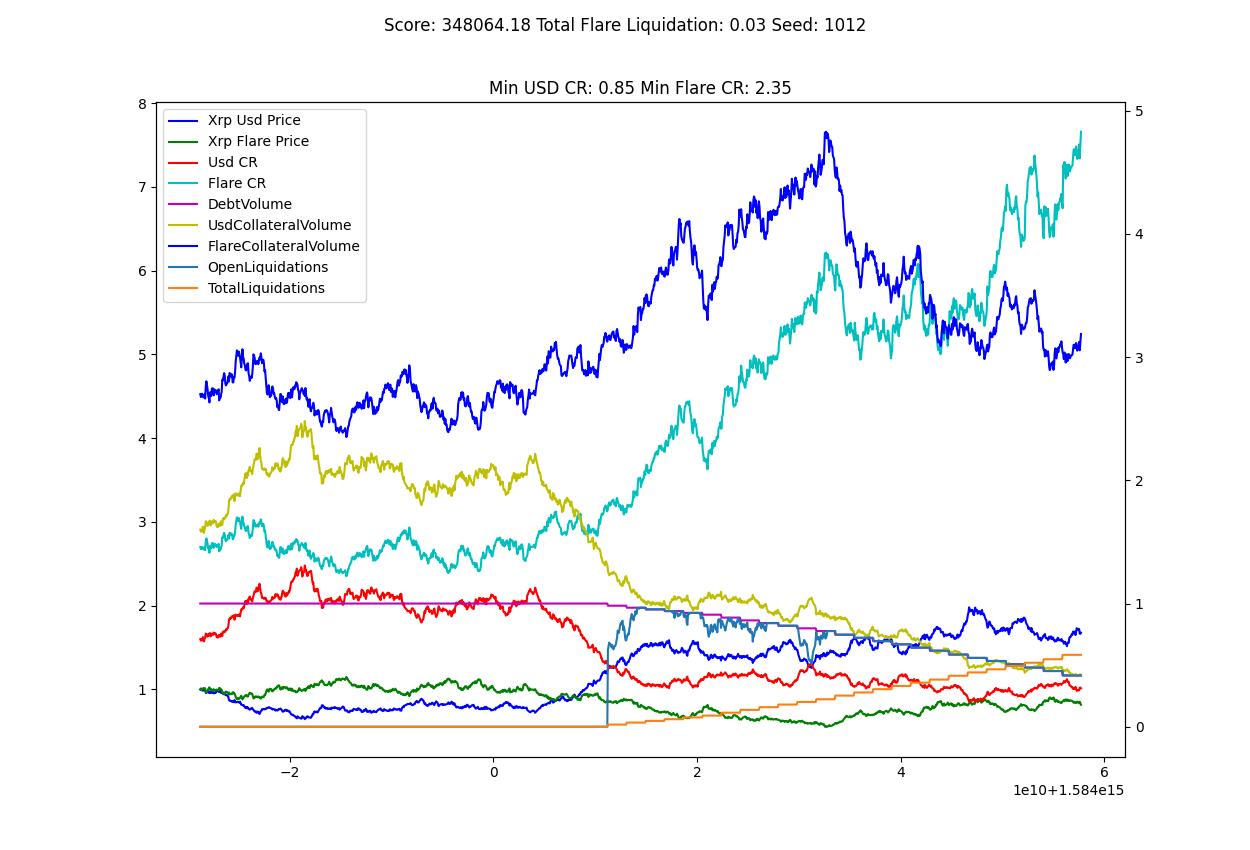 Score: 348064.18 Total Flare Liquidation: 0.03 Seed: 1012
Min USD CR: 0.85 Min Flare CR: 2.35
Xrp Usd Price
Xrp Flare Price
Usd CR
Flare CR
DebtVolume
UsdCollateralVolume
FlareCollateralVolume
OpenLiquidations
TotalLiquidations
8
7
6
5
4
3
2
1
5
4
3
2
1
0
−2
0
2
4
6
1e10+1.584e15